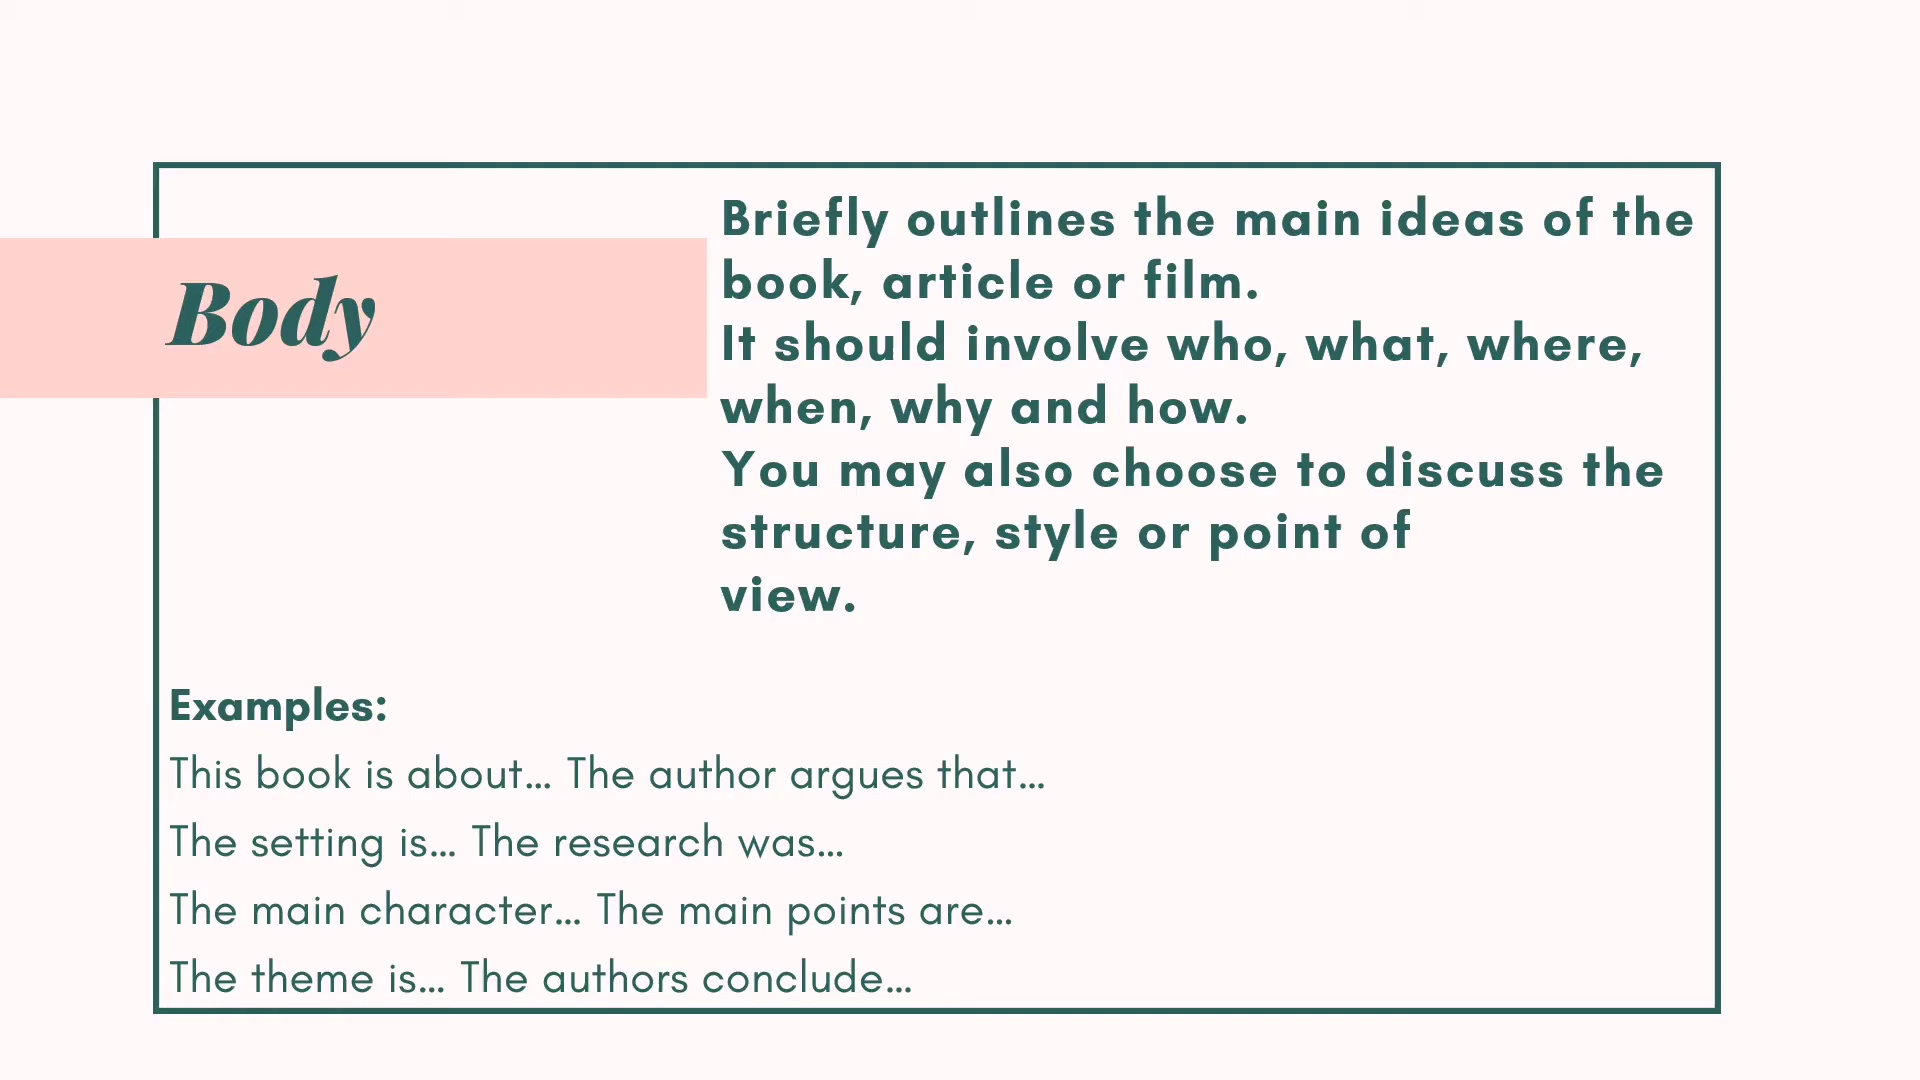 Body
Briefly outlines the main ideas of the
book, article or film.
It should involve who, what, where,
when, why and how.
You may also choose to discuss the
structure, style or point of
view.
Examples:
This book is about... The author argues that...
The setting is... The research was...
The main character... The main points are...
The theme is... The authors conclude...